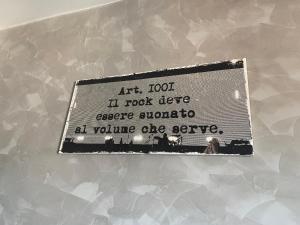 Art. 1001
Il rock deve
essere suonato
al volume che serve.